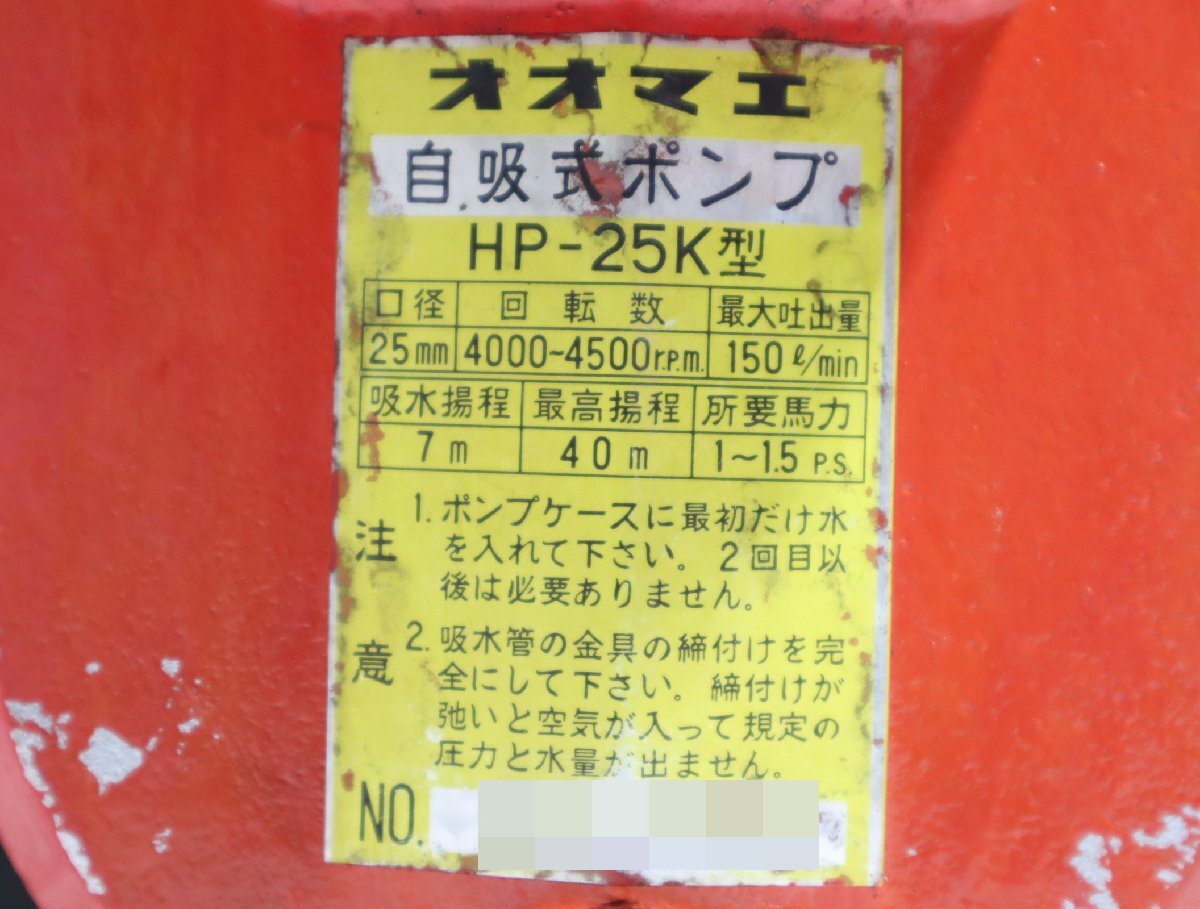 オオマエ
自吸式ポンプ
HP-25K型
口径 回転数 最大吐出量
25mm 4000~4500r.p.m. 150ℓ/min
吸水揚程 最高揚程 所要馬力
7m 40m 1~1.5 P.S.
注意
1. ポンプケースに最初だけ水
を入れて下さい。2回目以
後は必要ありません。
2. 吸水管の金具の締付けを完
全にして下さい。締付けが
弛いと空気が入って規定の
圧力と水量が出ません。
NO.